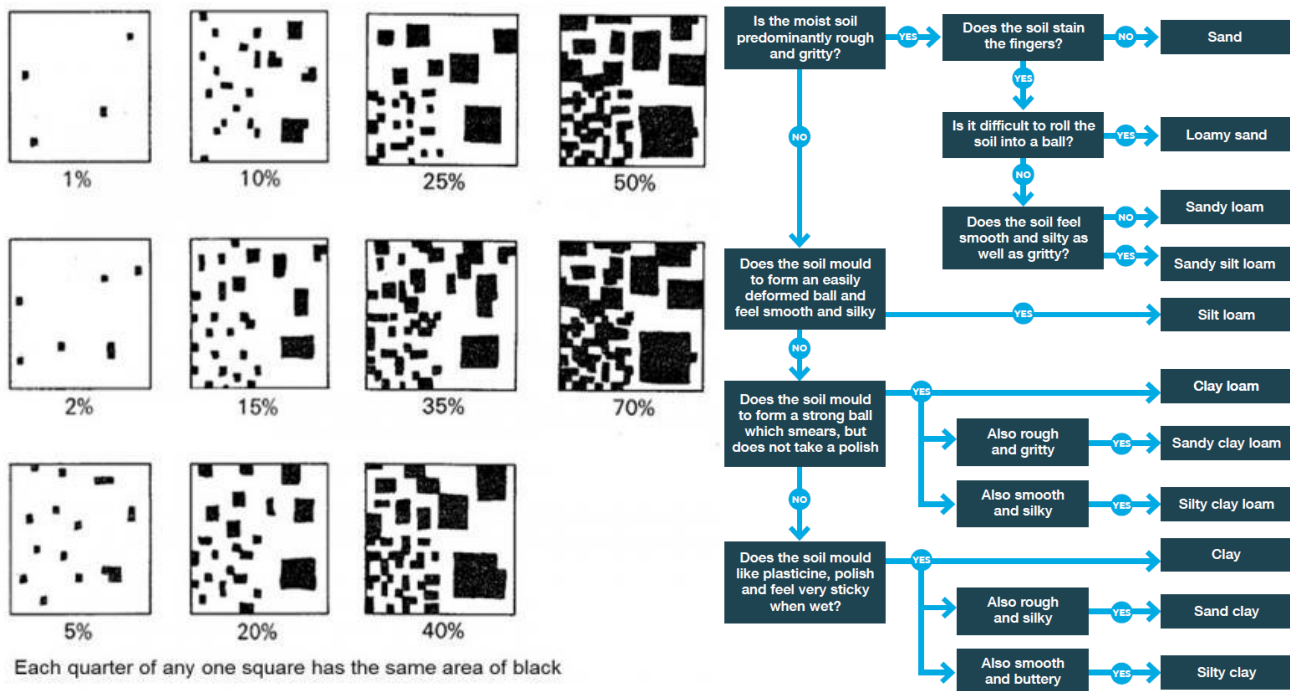 1%
10%
25%
50%
2%
15%
35%
70%
5%
20%
40%
Each quarter of any one square has the same area of black
Is the moist soil
predominantly rough
and gritty?
YES
Does the soil stain
the fingers?
NO
Sand
YES
NO
Is it difficult to roll the
soil into a ball?
YES
Loamy sand
NO
Does the soil feel
smooth and silty as
well as gritty?
NO
Sandy loam
YES
Sandy silt loam
Does the soil mould
to form an easily
deformed ball and
feel smooth and silky
YES
Silt loam
NO
Does the soil mould
to form a strong ball
which smears, but
does not take a polish
YES
Clay loam
Also rough
and gritty
YES
Sandy clay loam
Also smooth
and silky
YES
Silty clay loam
NO
Does the soil mould
like plasticine, polish
and feel very sticky
when wet?
YES
Clay
Also rough
and silky
YES
Sand clay
Also smooth
and buttery
YES
Silty clay